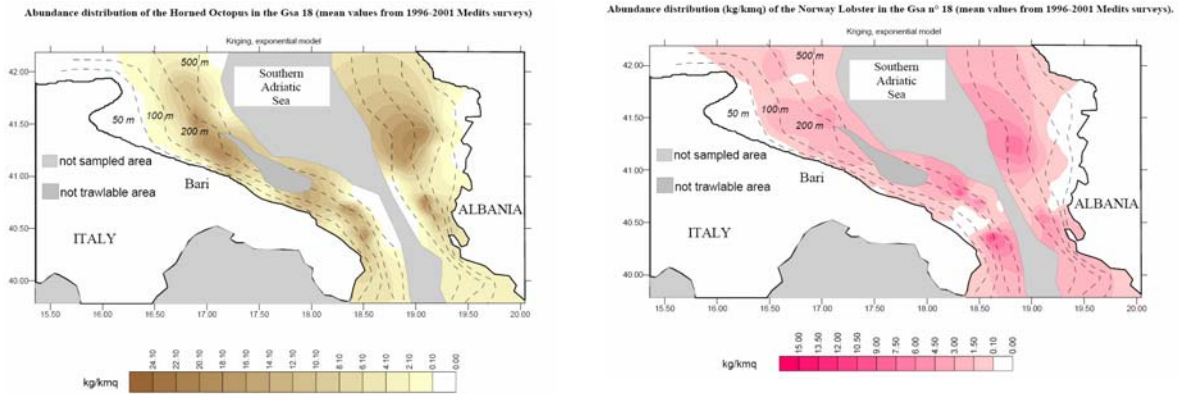 Abundance distribution of the Horned Octopus in the Gsa 18 (mean values from 1996-2001 Medits surveys)
Kriging, exponential model
42.00
41.50
41.00
40.50
40.00
500 m
Southern
Adriatic
Sea
50 m
100 m
200 m
not sampled area
not trawlable area
Bari
ALBANIA
ITALY
15.50
16.00
16.50
17.00
17.50
18.00
18.50
19.00
19.50
20.00
24.10
22.10
20.10
18.10
16.10
14.10
12.10
10.10
8.10
6.10
4.10
2.10
0.10
0.00
kg/kmq
Abundance distribution (kg/kmq) of the Norway Lobster in the Gsa n° 18 (mean values from 1996-2001 Medits surveys).
Kriging, exponential model
42.00
41.50
41.00
40.50
40.00
500 m
Southern
Adriatic
Sea
50 m
100 m
200 m
not sampled area
not trawlable area
Bari
ALBANIA
ITALY
15.50
16.00
16.50
17.00
17.50
18.00
18.50
19.00
19.50
20.00
15.00
13.50
12.00
10.50
9.00
7.50
6.00
4.50
3.00
1.50
0.10
0.00
kg/kmq